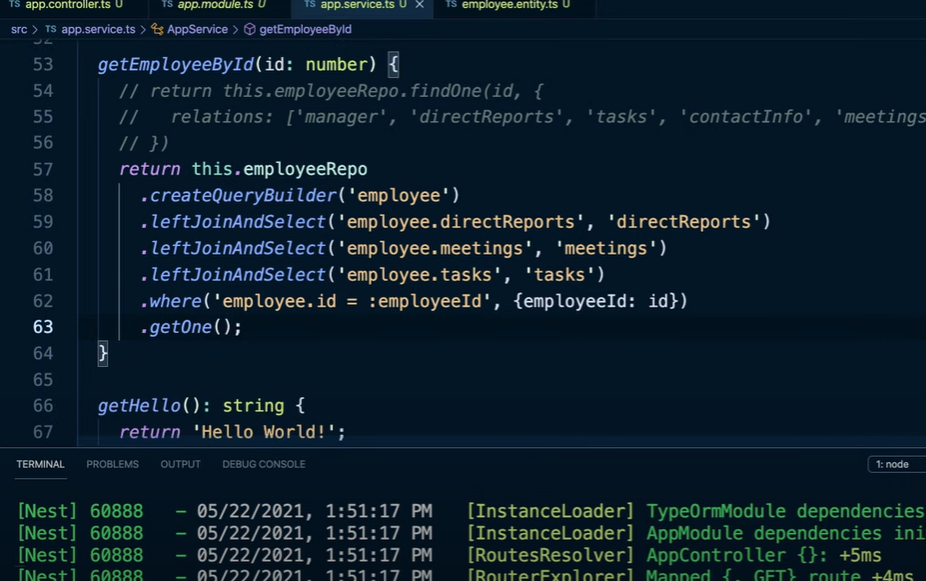 TS app.controller.ts U TS app.module.ts U TS app.service.ts U × TS employee.entity.ts U
src > TS app.service.ts > AppService > getEmployeeById
52
53 getEmployeeById(id: number) {
54 // return this.employeeRepo.findOne(id, {
55 //   relations: ['manager', 'directReports', 'tasks', 'contactInfo', 'meetings
56 // })
57 return this.employeeRepo
58 .createQueryBuilder('employee')
59 .leftJoinAndSelect('employee.directReports', 'directReports')
60 .leftJoinAndSelect('employee.meetings', 'meetings')
61 .leftJoinAndSelect('employee.tasks', 'tasks')
62 .where('employee.id = :employeeId', {employeeId: id})
63 .getOne();
64 }
65
66 getHello(): string {
67 return 'Hello World!';
TERMINAL PROBLEMS OUTPUT DEBUG CONSOLE 1: node
[Nest] 60888   - 05/22/2021, 1:51:17 PM   [InstanceLoader] TypeOrmModule dependencies
[Nest] 60888   - 05/22/2021, 1:51:17 PM   [InstanceLoader] AppModule dependencies ini
[Nest] 60888   - 05/22/2021, 1:51:17 PM   [RoutesResolver] AppController {}: +5ms
[Nest] 60888   - 05/22/2021, 1:51:17 PM   [RouterExplorer] Mapped {, GET} route +4ms